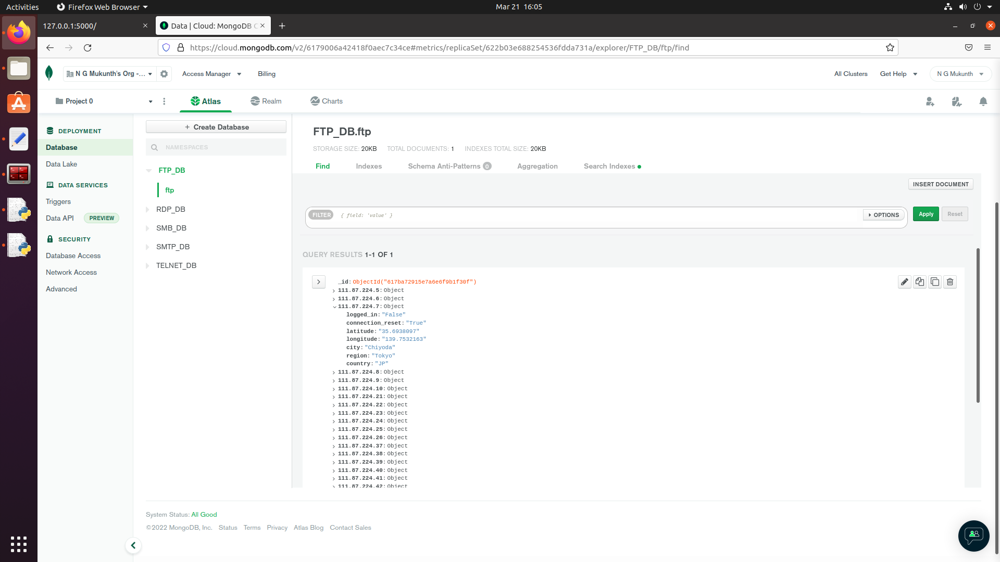 Activities
Firefox Web Browser
Mar 21 16:05
127.0.0.1:5000/
Data | Cloud: MongoDB C
https://cloud.mongodb.com/v2/6179006a42418f0aec7c34ce#metrics/replicaSet/622b03e688254536fdda731a/explorer/FTP_DB/ftp/find
N G Mukunth's Org -...
Access Manager
Billing
All Clusters
Get Help
N G Mukunth
Project 0
Atlas
Realm
Charts
DEPLOYMENT
Database
Data Lake
DATA SERVICES
Triggers
Data API PREVIEW
SECURITY
Database Access
Network Access
Advanced
+ Create Database
NAMESPACES
FTP_DB
ftp
RDP_DB
SMB_DB
SMTP_DB
TELNET_DB
FTP_DB.ftp
STORAGE SIZE: 20KB TOTAL DOCUMENTS: 1 INDEXES TOTAL SIZE: 20KB
Find Indexes Schema Anti-Patterns 0 Aggregation Search Indexes
INSERT DOCUMENT
FILTER { field: 'value' } OPTIONS Apply Reset
QUERY RESULTS 1-1 OF 1
_id: ObjectId("617ba72915e7a6e6f9b1f30f")
111.87.224.5: Object
111.87.224.6: Object
111.87.224.7: Object
logged_in: "False"
connection_reset: "True"
latitude: "35.6938097"
longitude: "139.7532163"
city: "Chiyoda"
region: "Tokyo"
country: "JP"
111.87.224.8: Object
111.87.224.9: Object
111.87.224.10: Object
111.87.224.21: Object
111.87.224.22: Object
111.87.224.23: Object
111.87.224.24: Object
111.87.224.25: Object
111.87.224.26: Object
111.87.224.37: Object
111.87.224.38: Object
111.87.224.39: Object
111.87.224.40: Object
111.87.224.41: Object
111.87.224.42: Object
System Status: All Good
©2022 MongoDB, Inc. Status Terms Privacy Atlas Blog Contact Sales